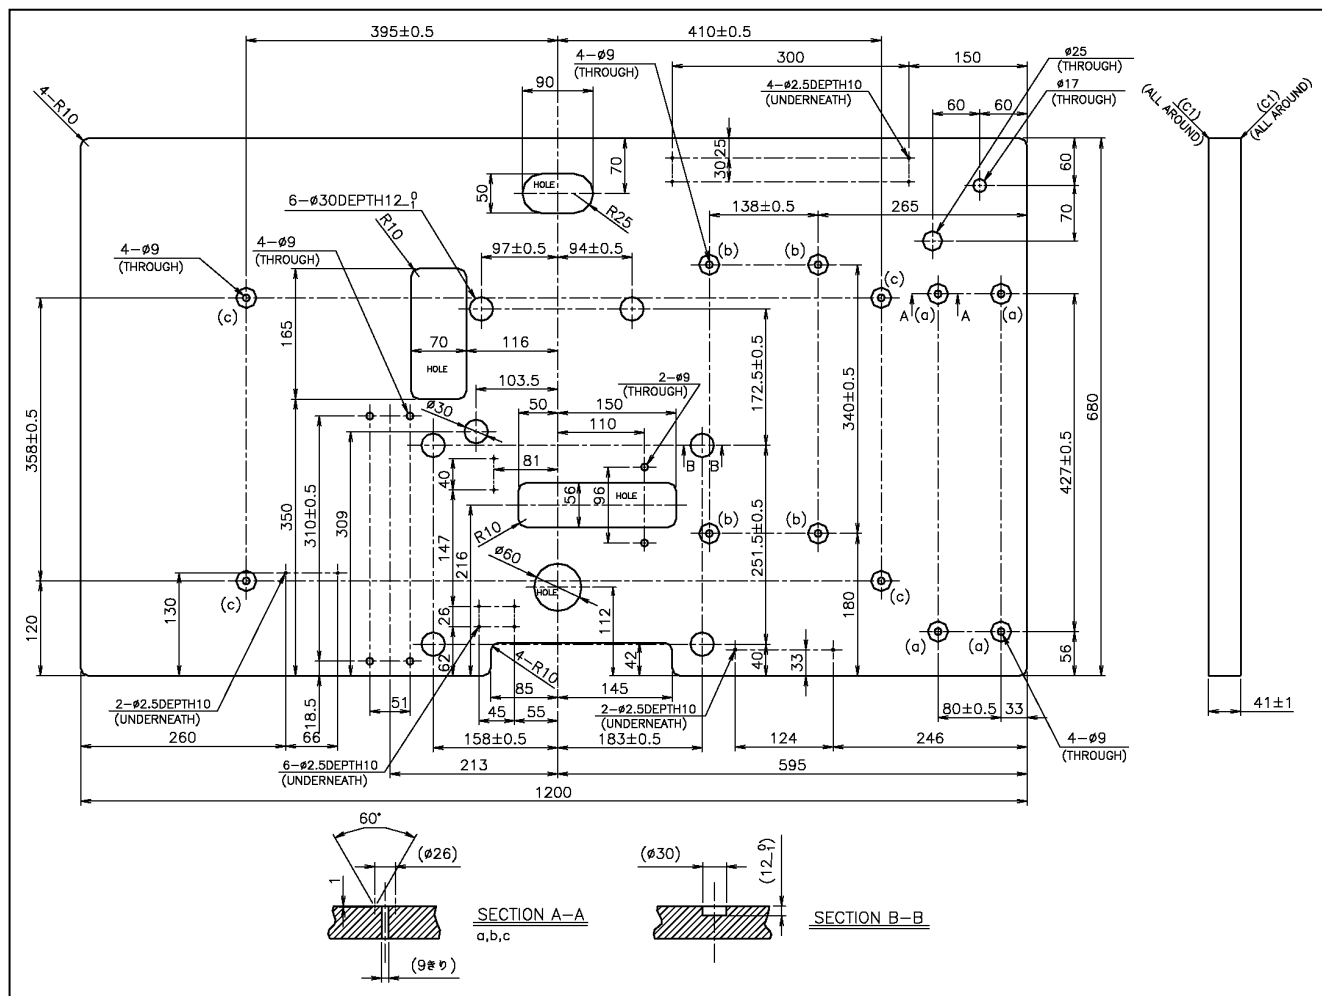 395±0.5
410±0.5
4-ø9
(THROUGH)
300
150
ø25
(THROUGH)
90
4-ø2.5DEPTH10
(UNDERNEATH)
ø17
(THROUGH)
60
60
4-R10
(C1)
(ALL AROUND)
(C1)
(ALL AROUND)
70
25
30
60
HOLE
50
6-ø30DEPTH12 0 -1
R25
138±0.5
265
70
R10
4-ø9
(THROUGH)
4-ø9
(THROUGH)
97±0.5
94±0.5
(b)
(b)
(c)
(c)
A
(a)
A
(a)
165
70
116
HOLE
172.5±0.5
340±0.5
680
103.5
2-ø9
(THROUGH)
ø30
50
150
110
358±0.5
427±0.5
81
B
B
40
56
96
HOLE
350
310±0.5
309
R10
(b)
(b)
147
216
251.5±0.5
ø60
HOLE
(c)
(c)
130
26
112
180
120
(a)
(a)
62
42
40
33
56
4-R10
2-ø2.5DEPTH10
(UNDERNEATH)
51
85
145
18.5
45
55
2-ø2.5DEPTH10
(UNDERNEATH)
80±0.5
33
41±1
260
66
158±0.5
183±0.5
124
246
4-ø9
(THROUGH)
6-ø2.5DEPTH10
(UNDERNEATH)
213
595
1200
60°
(ø26)
1
SECTION A-A
a,b,c
(9きり)
(ø30)
(12 0 -1)
SECTION B-B